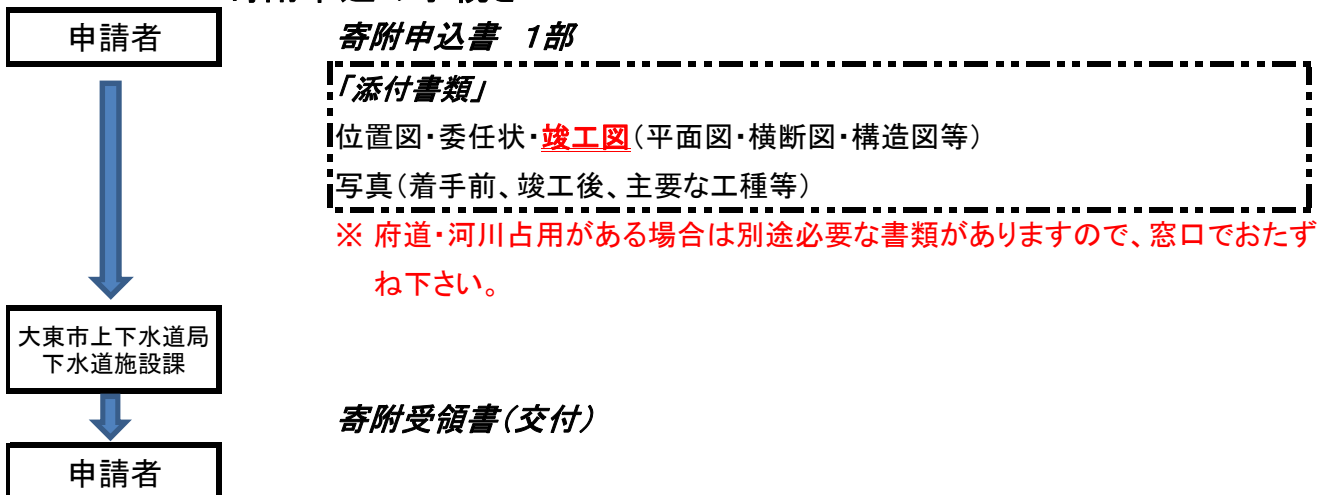 申請者
寄附申込書 1部
「添付書類」
位置図・委任状・竣工図(平面図・横断図・構造図等)
写真(着手前、竣工後、主要な工種等)
※ 府道・河川占用がある場合は別途必要な書類がありますので、窓口でおたず
ね下さい。
大東市上下水道局
下水道施設課
寄附受領書(交付)
申請者